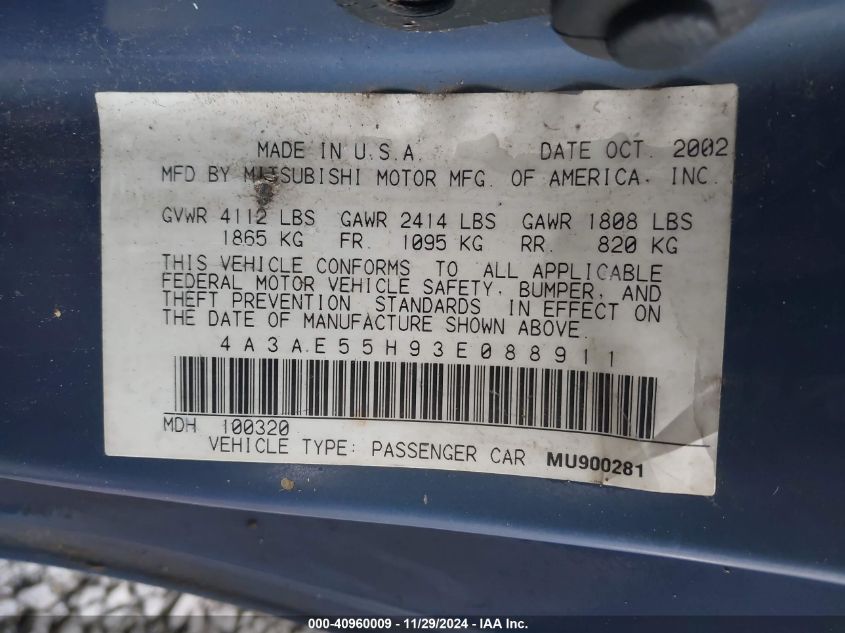 MADE IN U.S.A. DATE OCT. 2002
MFD BY MITSUBISHI MOTOR MFG. OF AMERICA. INC.
GVWR 4112 LBS GAWR 2414 LBS GAWR 1808 LBS
1865 KG FR. 1095 KG RR. 820 KG
THIS VEHICLE CONFORMS TO ALL APPLICABLE
FEDERAL MOTOR VEHICLE SAFETY, BUMPER, AND
THEFT PREVENTION STANDARDS IN EFFECT ON
THE DATE OF MANUFACTURE SHOWN ABOVE.
4A3AE55H93E088911
MDH 100320
VEHICLE TYPE: PASSENGER CAR MU900281
000-40960009 - 11/29/2024 - IAA Inc.